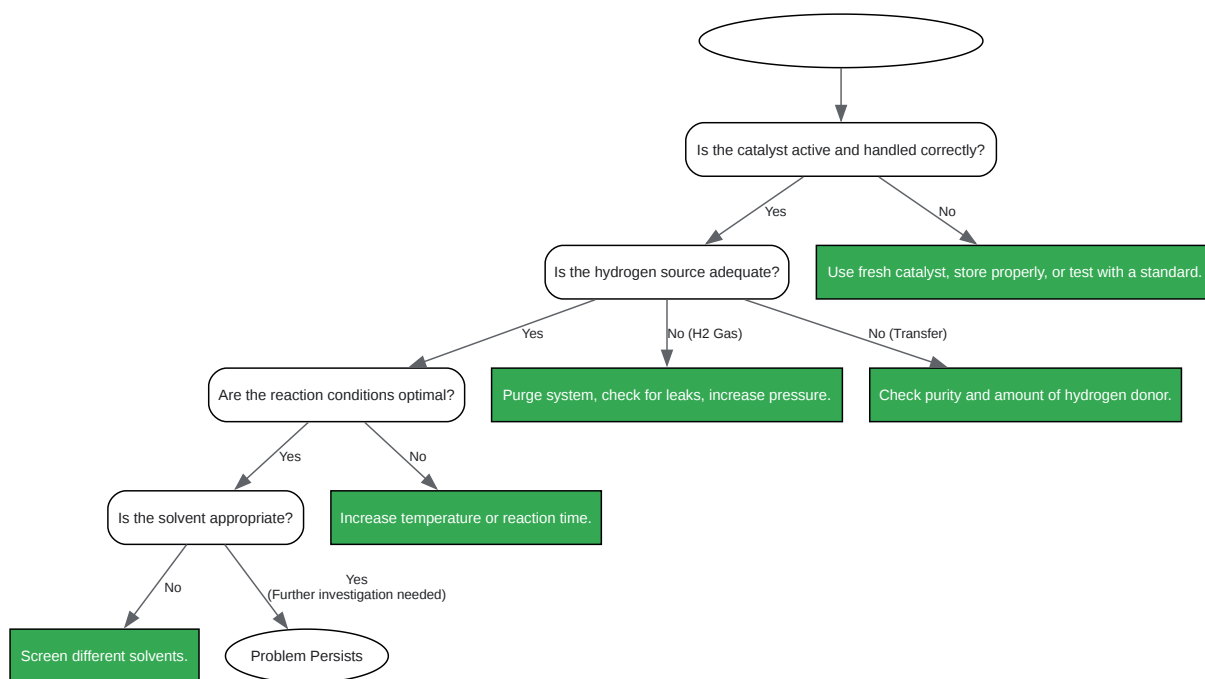 Is the catalyst active and handled correctly?
Yes
No
Is the hydrogen source adequate?
Use fresh catalyst, store properly, or test with a standard.
Yes
No (H2 Gas)
No (Transfer)
Are the reaction conditions optimal?
Purge system, check for leaks, increase pressure.
Check purity and amount of hydrogen donor.
Yes
No
Is the solvent appropriate?
Increase temperature or reaction time.
No
Yes
(Further investigation needed)
Screen different solvents.
Problem Persists